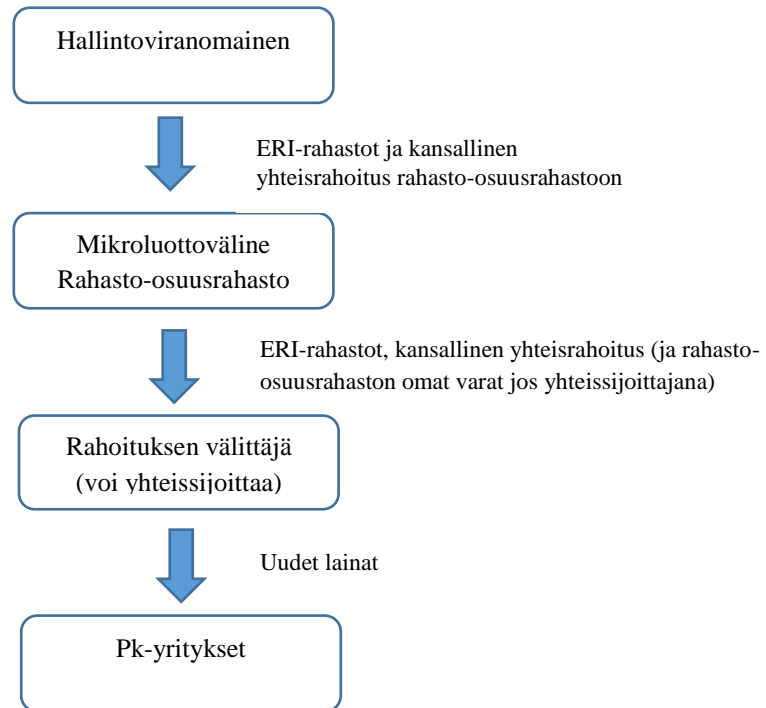 Hallintoviranomainen
ERI-rahastot ja kansallinen
yhteisrahoitus rahasto-osuusrahastoon
Mikroluottoväline
Rahasto-osuusrahasto
ERI-rahastot, kansallinen yhteisrahoitus (ja rahasto-
osuusrahaston omat varat jos yhteissijoittajana)
Rahoituksen välittäjä
(voi yhteissijoittaa)
Uudet lainat
Pk-yritykset